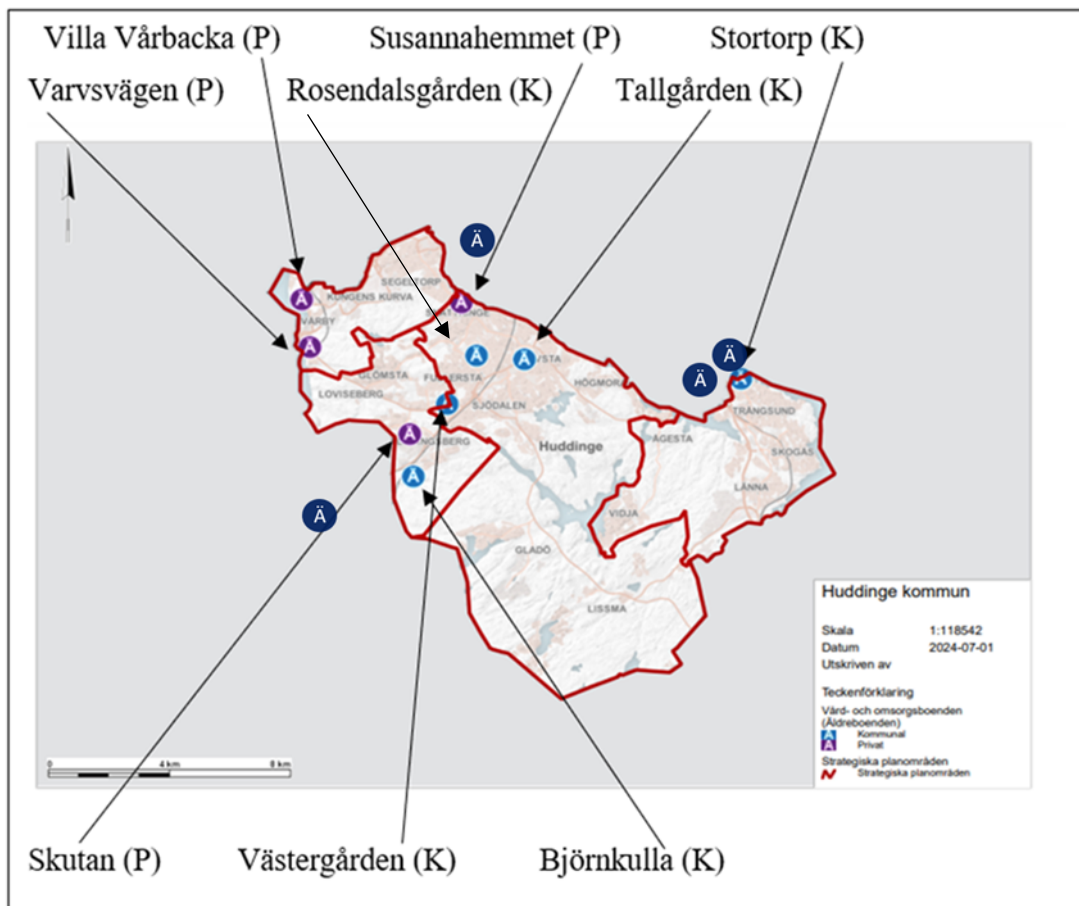 Villa Vårbacka (P) Susannahemmet (P) Stortorp (K)
Varvsvägen (P) Rosendalsgården (K) Tallgården (K)
Ä
SEGELTORP
KUNGENS KURVA
Ä
Ä
VÅRBY
Ä
Ä
Ä
Ä
Ä
Ä
GLÖMSTA
HÖGMORA
TRÅNGSUND
LOVISEBERG
Ä
SJÖDALEN
Ä
Huddinge
ÅGESTA
SKOGÅS
Ä
LÄNNA
Ä
VIDJA
GLADÖ
LISSMA
Huddinge kommun
Skala 1:118542
Datum 2024-07-01
Utskriven av
Teckenförklaring
Vård- och omsorgsboenden
(Äldreboenden)
Ä Kommunal
Ä Privat
Strategiska planområden
Strategiska planområden
0 4 km 8 km
Skutan (P) Västergården (K) Björnkulla (K)